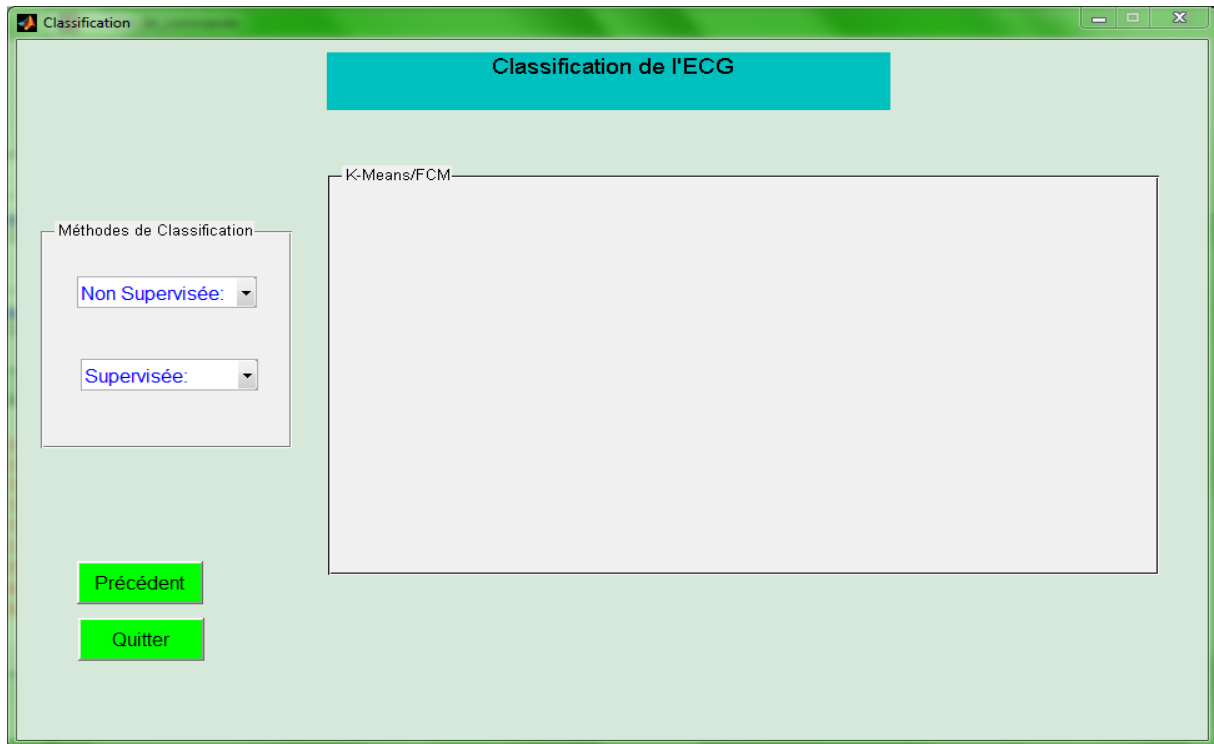 Classification
Classification de l'ECG
K-Means/FCM
Méthodes de Classification
Non Supervisée:
Supervisée:
Précédent
Quitter